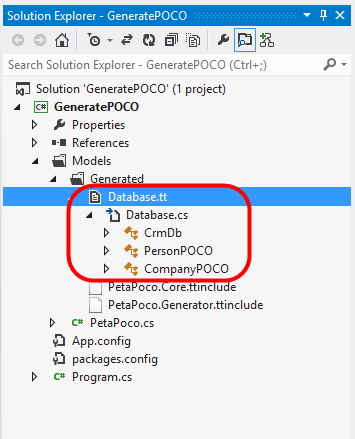 Solution Explorer - GeneratePOCO
Search Solution Explorer - GeneratePOCO (Ctrl+;)
Solution 'GeneratePOCO' (1 project)
C# GeneratePOCO
Properties
References
Models
Generated
Database.tt
Database.cs
CrmDb
PersonPOCO
CompanyPOCO
PetaPoco.Core.ttinclude
PetaPoco.Generator.ttinclude
C# PetaPoco.cs
App.config
packages.config
C# Program.cs